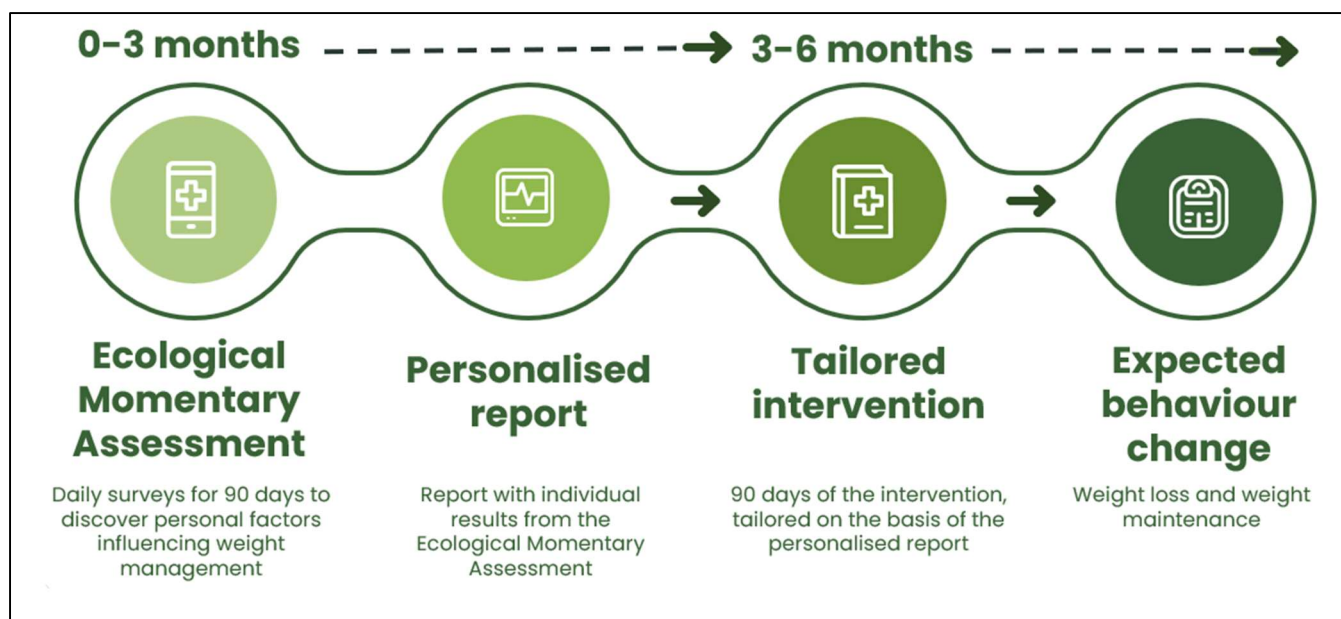 0-3 months
3-6 months
Ecological
Momentary
Assessment
Daily surveys for 90 days to
discover personal factors
influencing weight
management
Personalised
report
Report with individual
results from the
Ecological Momentary
Assessment
Tailored
intervention
90 days of the intervention,
tailored on the basis of the
personalised report
Expected
behaviour
change
Weight loss and weight
maintenance